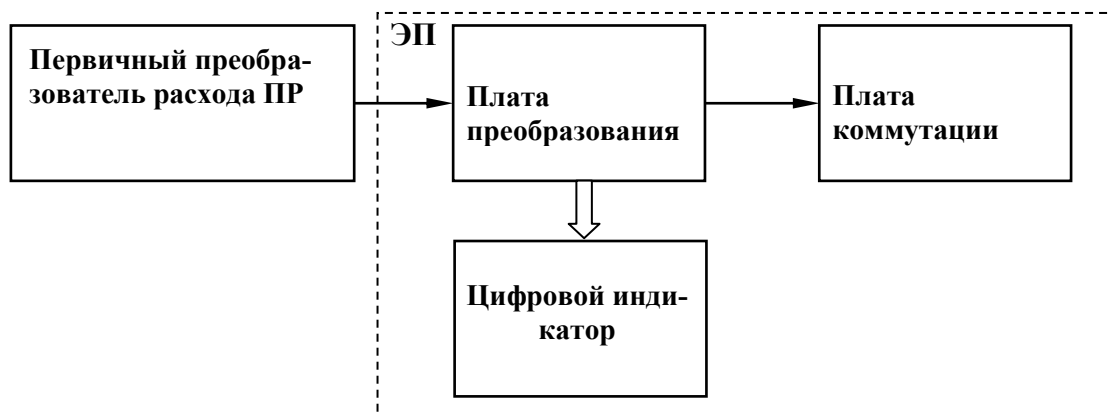 ЭП
Первичный преобра-
зователь расхода ПР
Плата
преобразования
Плата
коммутации
Цифровой инди-
катор